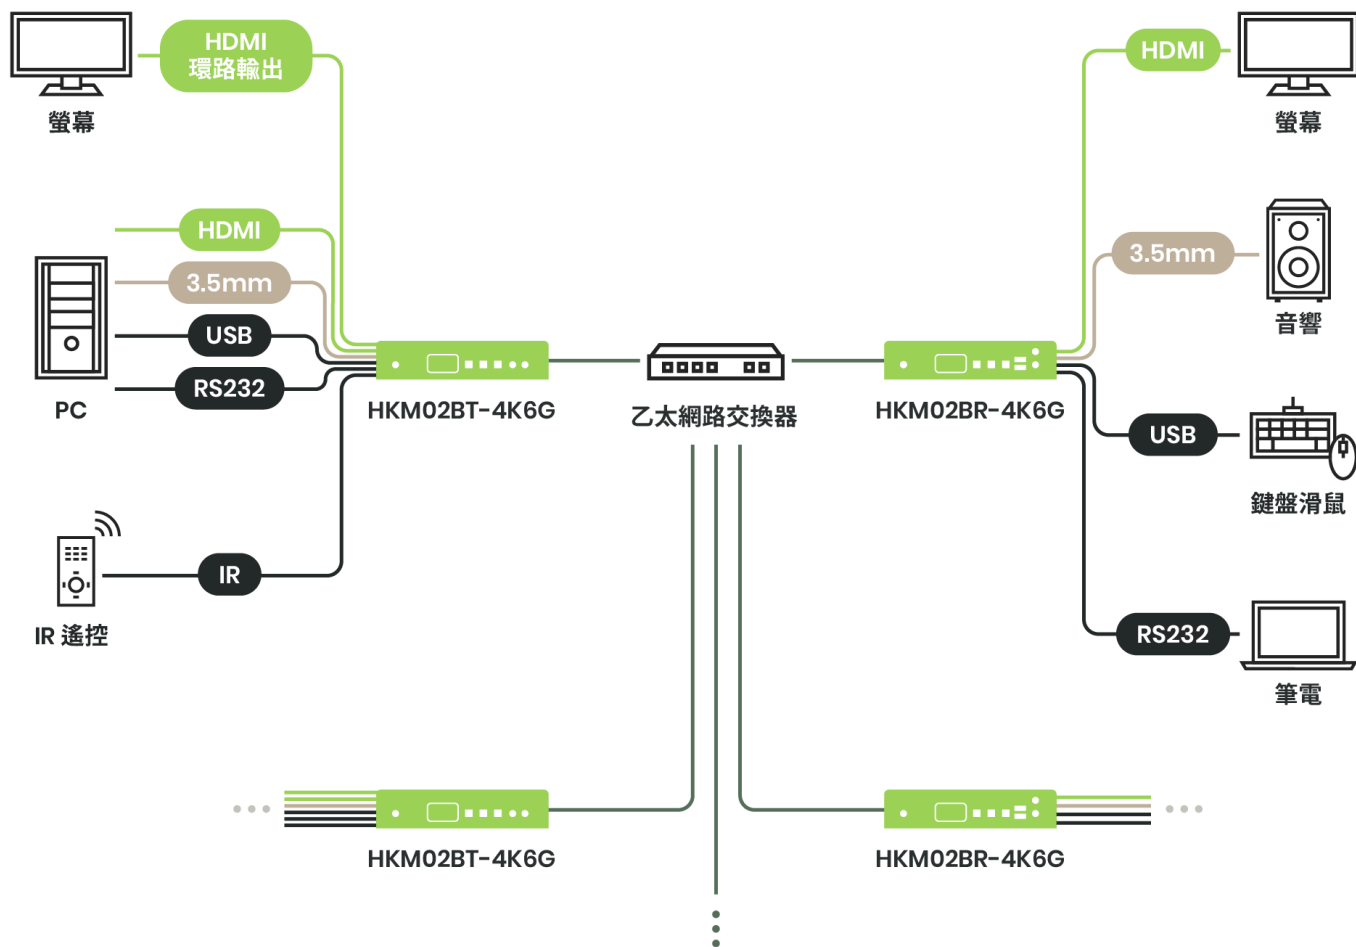 HDMI
環路輸出
螢幕
HDMI
3.5mm
USB
RS232
PC
IR
IR 遙控
HKM02BT-4K6G
乙太網路交換器
HKM02BR-4K6G
HDMI
螢幕
3.5mm
音響
USB
鍵盤滑鼠
RS232
筆電
HKM02BT-4K6G
HKM02BR-4K6G